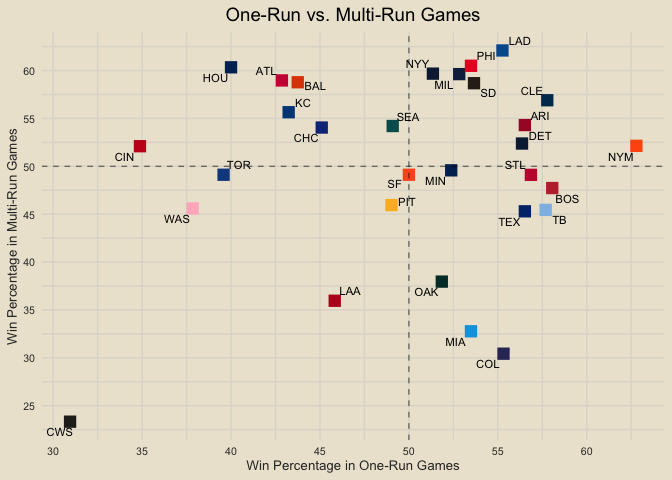 One-Run vs. Multi-Run Games
LAD
NYY
PHI
60
HOU
ATL
BAL
MIL
SD
CLE
KC
55
CHC
SEA
ARI
DET
CIN
NYM
50
TOR
STL
SF
MIN
BOS
45
WAS
PIT
TEX
TB
40
LAA
OAK
35
MIA
30
COL
25
CWS
30
35
40
45
50
55
60
Win Percentage in One-Run Games
Win Percentage in Multi-Run Games